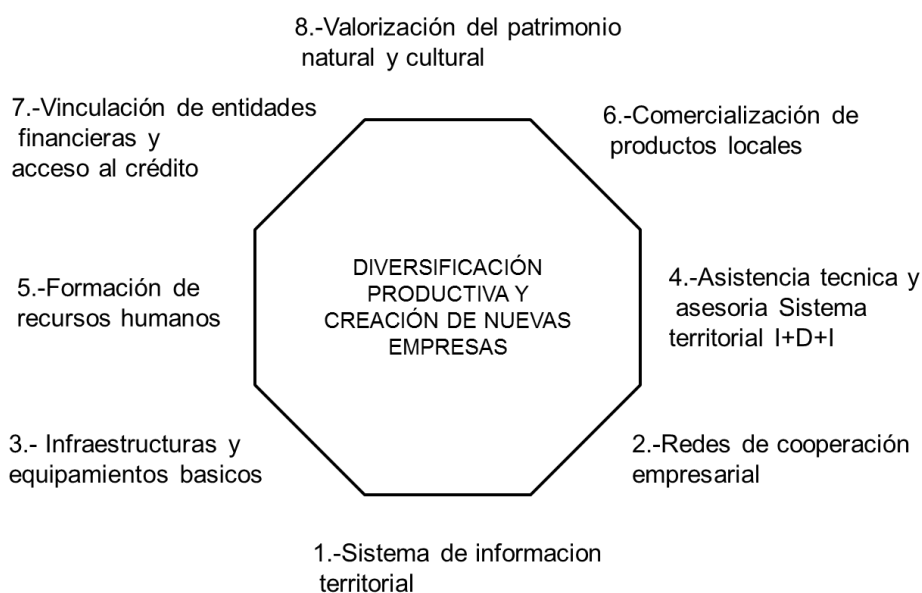 8.-Valorización del patrimonio
natural y cultural
7.-Vinculación de entidades
financieras y
acceso al crédito
6.-Comercialización de
productos locales
DIVERSIFICACIÓN
PRODUCTIVA Y
CREACIÓN DE NUEVAS
EMPRESAS
5.-Formación de
recursos humanos
4.-Asistencia tecnica y
asesoria Sistema
territorial I+D+I
3.- Infraestructuras y
equipamientos basicos
2.-Redes de cooperación
empresarial
1.-Sistema de informacion
territorial